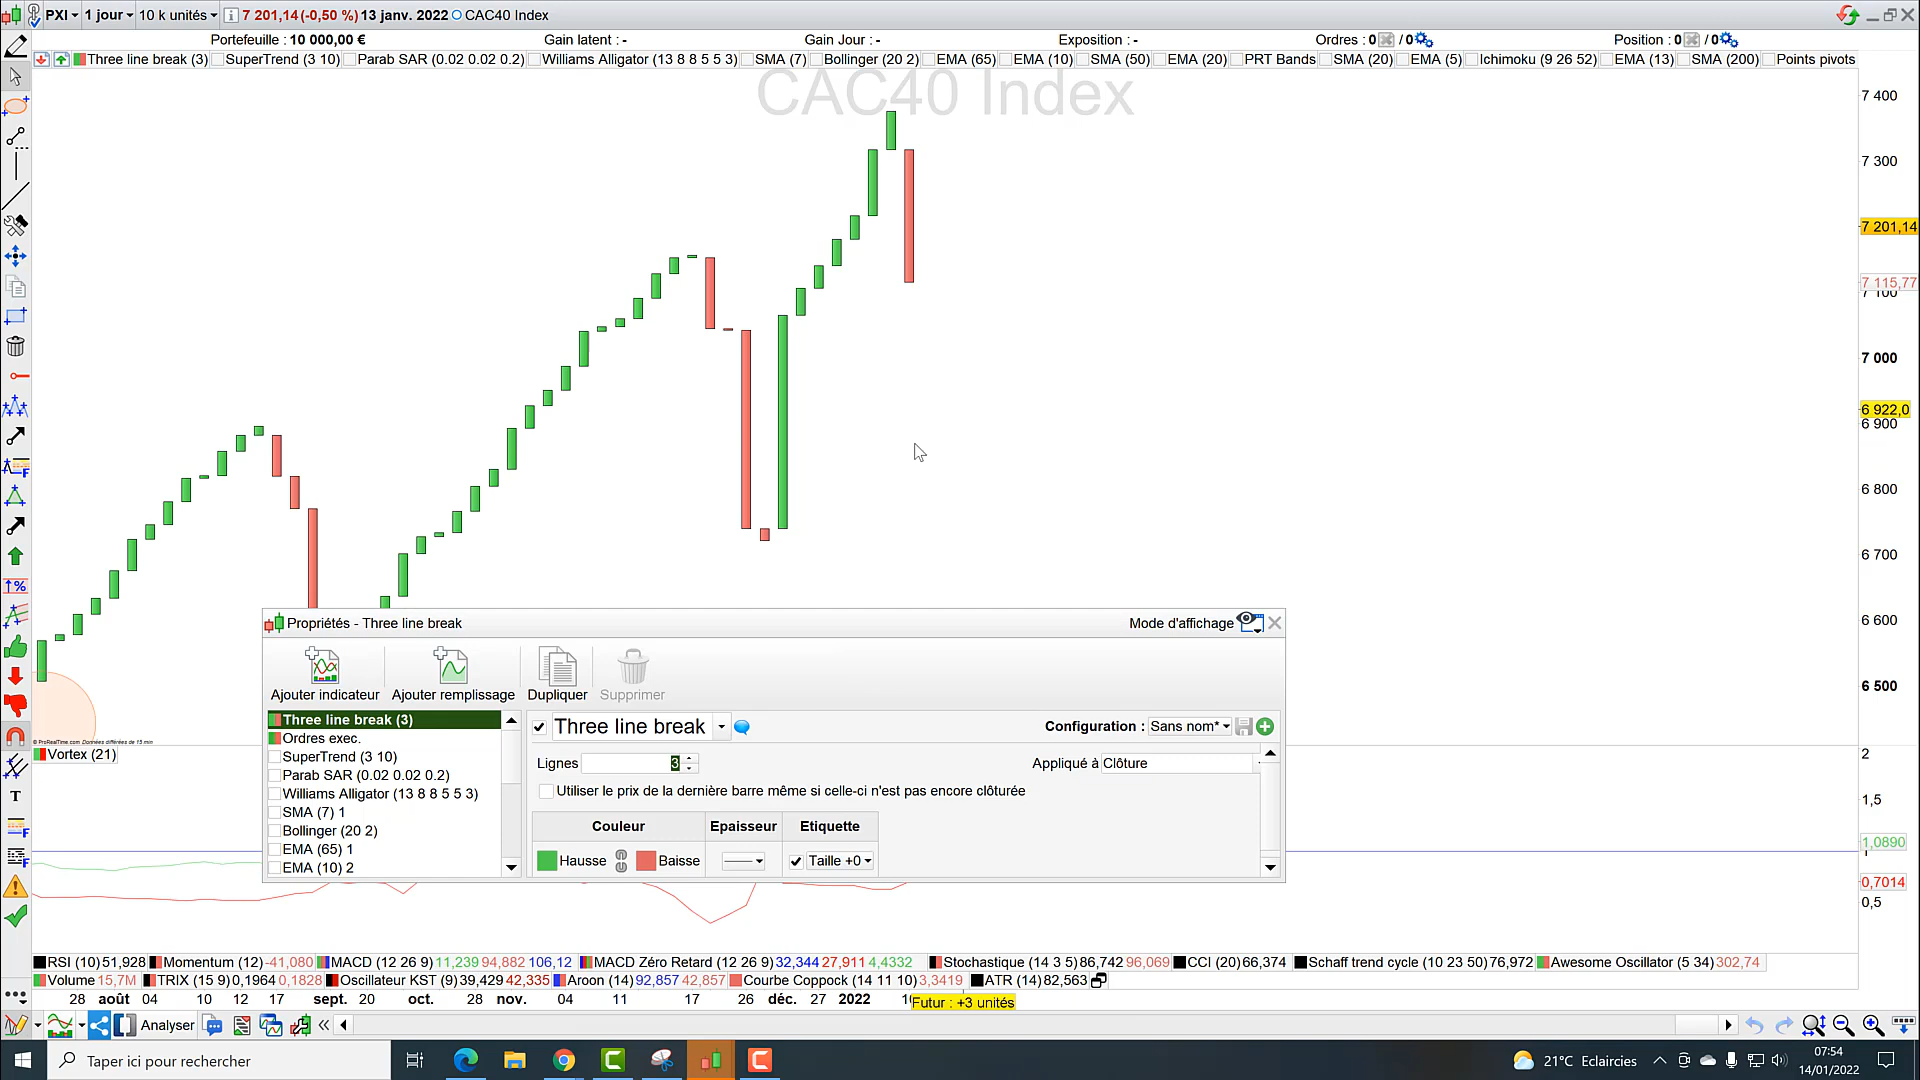 PXI 1 jour 10 k unités 7 201,14 (-0,50 %) 13 janv. 2022 CAC40 Index
Portefeuille : 10 000,00 € Gain latent : - Gain Jour : - Exposition : - Ordres : 0 / 0 Position : 0 / 0
Three line break (3) SuperTrend (3 10) Parab SAR (0.02 0.02 0.2) Williams Alligator (13 8 8 5 5 3) SMA (7) Bollinger (20 2) EMA (65) EMA (10) SMA (50) EMA (20) PRT Bands SMA (20) EMA (5) Ichimoku (9 26 52) EMA (13) SMA (200) Points pivots
CAC40 Index
7 400
7 300
7 201,14
7 115,77
7 100
7 000
6 922,0
6 900
6 800
6 700
6 600
6 500
Propriétés - Three line break Mode d'affichage
Ajouter indicateur Ajouter remplissage Dupliquer Supprimer
Three line break (3)
Ordres exec.
SuperTrend (3 10)
Parab SAR (0.02 0.02 0.2)
Williams Alligator (13 8 8 5 5 3)
SMA (7) 1
Bollinger (20 2)
EMA (65) 1
EMA (10) 2
Three line break Configuration : Sans nom*
Lignes 3 Appliqué à Clôture
Utiliser le prix de la dernière barre même si celle-ci n'est pas encore clôturée
Couleur Epaisseur Etiquette
Hausse Baisse Taille +0
© ProRealTime.com Données différées de 15 min
Vortex (21)
2
1,5
1,0890
1
0,7014
0,5
RSI (10) 51,928 Momentum (12) -41,080 MACD (12 26 9) 11,239 94,882 106,12 MACD Zéro Retard (12 26 9) 32,344 27,911 4,4332 Stochastique (14 3 5) 86,742 96,069 CCI (20) 66,374 Schaff trend cycle (10 23 50) 76,972 Awesome Oscillator (5 34) 302,74
Volume 15,7M TRIX (15 9) 0,1964 0,1828 Oscillateur KST (9) 39,429 42,335 Aroon (14) 92,857 42,857 Courbe Coppock (14 11 10) 3,3419 ATR (14) 82,563
28 août 04 10 12 17 sept. 20 oct. 28 nov. 04 11 17 26 déc. 27 2022 Futur : +3 unités
Analyser
Taper ici pour rechercher
21°C Eclaircies
07:54
14/01/2022